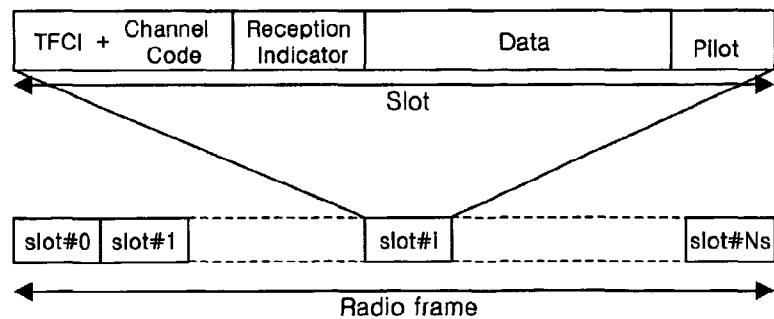 TFCI + Channel Code
Reception Indicator
Data
Pilot
Slot
slot#0
slot#1
slot#i
slot#Ns
Radio frame